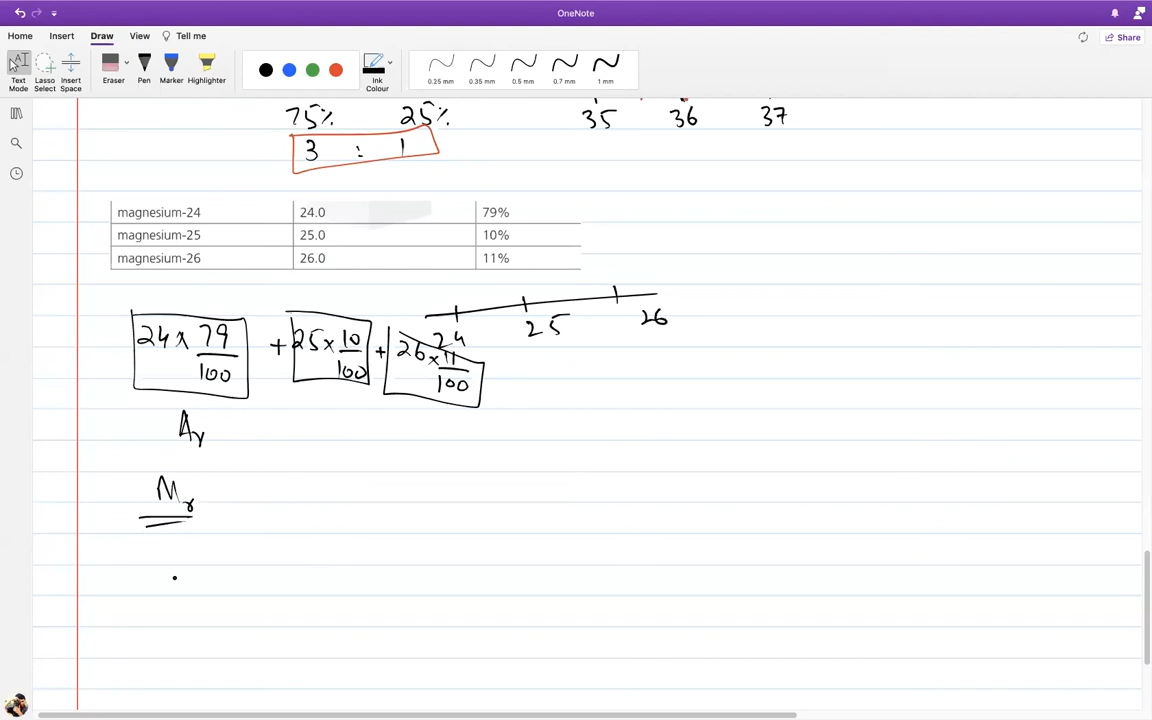 OneNote
Home Insert Draw View Tell me
Share
Text Mode
Lasso Select
Insert Space
Eraser
Pen
Marker
Highlighter
Ink Colour
0.25 mm 0.35 mm 0.5 mm 0.7 mm 1 mm
75% 25% 35 36 37
3 : 1
magnesium-24 24.0 79%
magnesium-25 25.0 10%
magnesium-26 26.0 11%
24 25 26
24 × 79/100 + 25 × 10/100 + 26 × 11/100
Ar
Mr